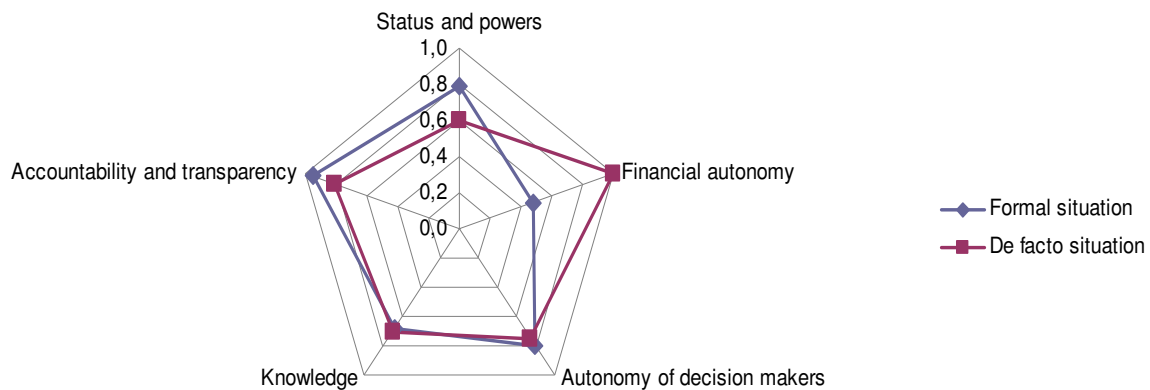 Status and powers
1,0
0,8
0,6
0,4
0,2
0,0
Accountability and transparency
Financial autonomy
Formal situation
De facto situation
Knowledge
Autonomy of decision makers